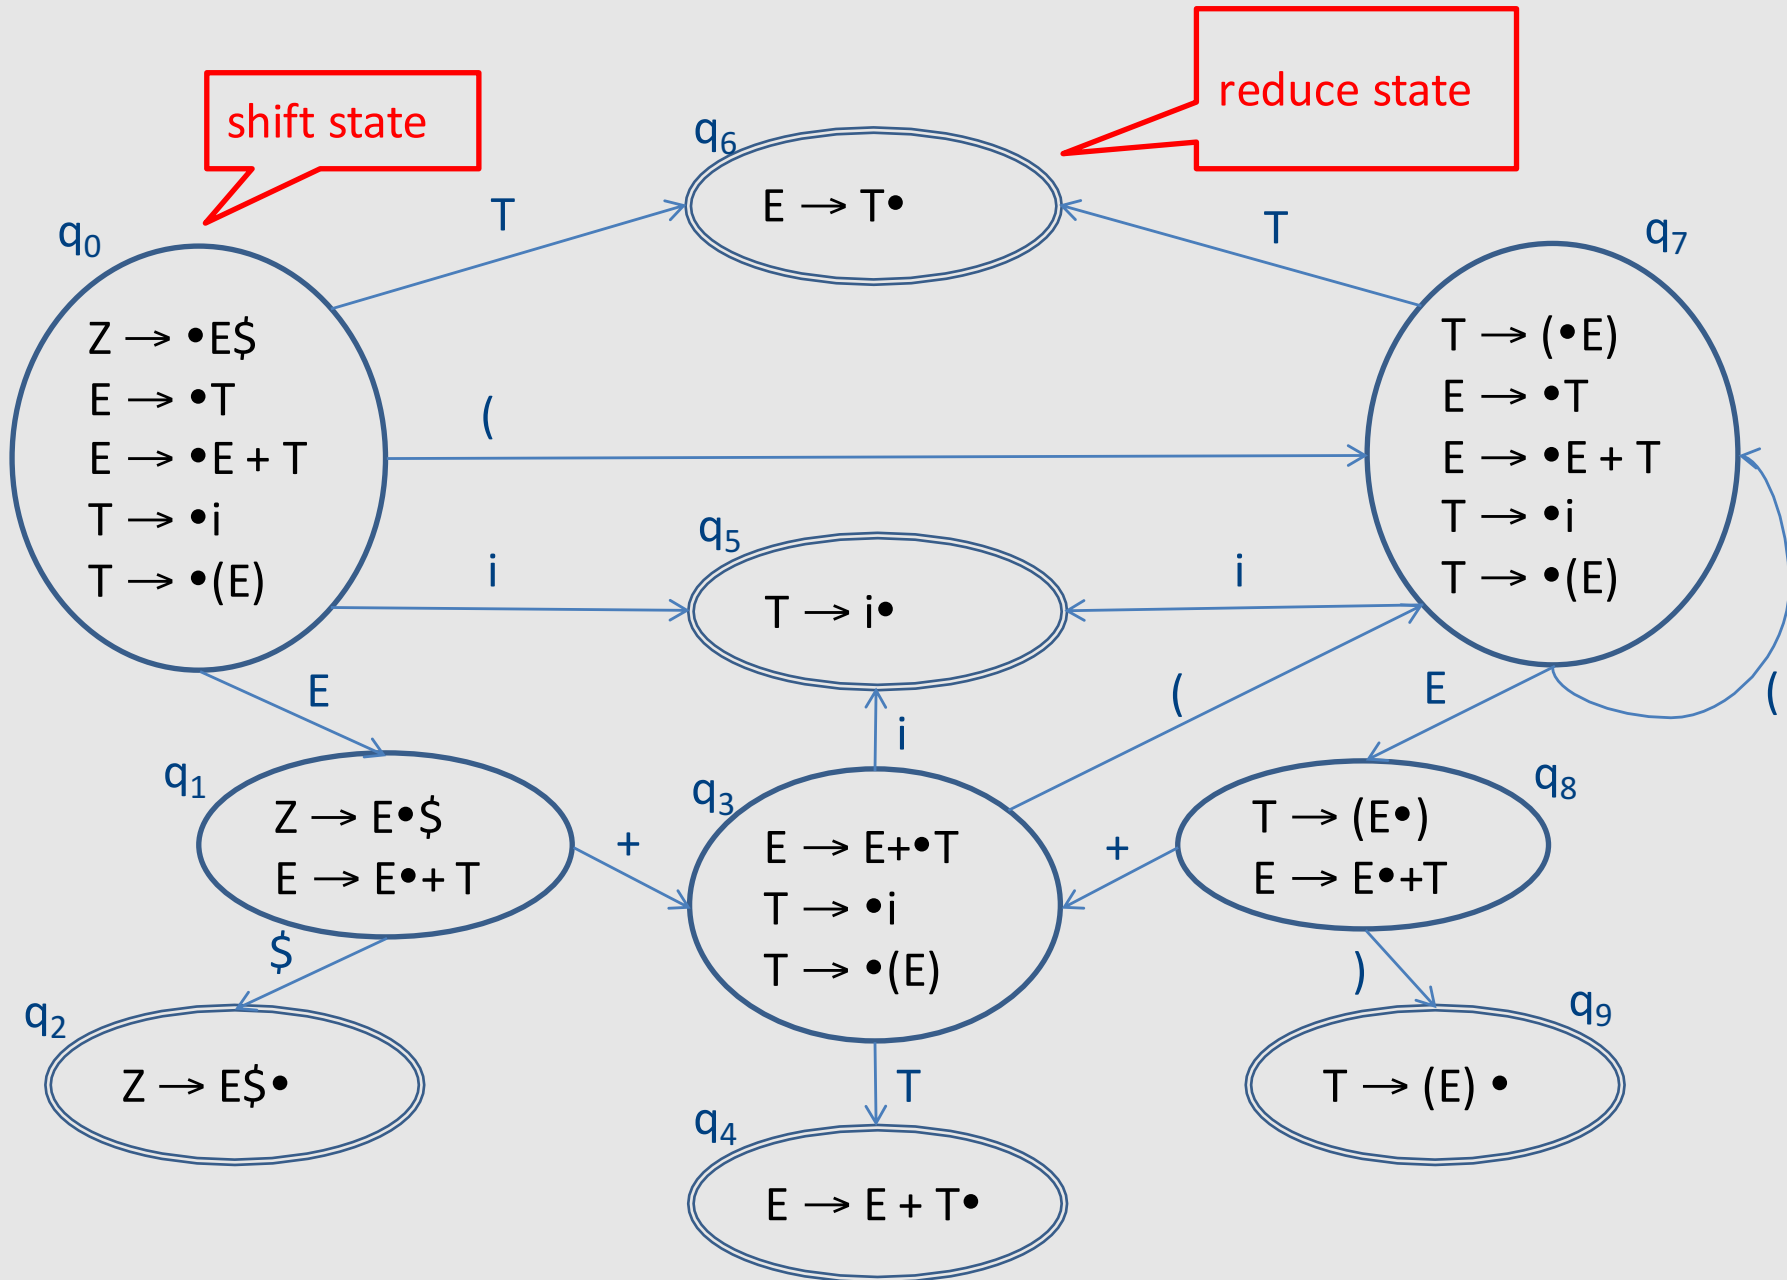 shift state
reduce state
q6
E → T•
T
T
q0
q7
Z → •E$
E → •T
E → •E + T
T → •i
T → •(E)
T → (•E)
E → •T
E → •E + T
T → •i
T → •(E)
(
q5
i
i
T → i•
E
(
E
(
i
q1
q3
q8
Z → E•$
E → E•+ T
+
E → E+•T
T → •i
T → •(E)
+
T → (E•)
E → E•+T
$
)
q2
q9
Z → E$•
T
T → (E) •
q4
E → E + T•